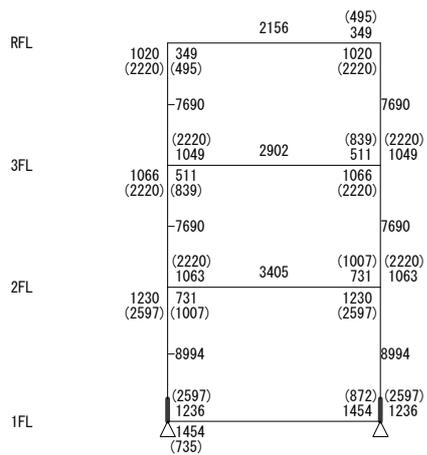 (495)
2156 349
RFL
1020 349 1020
(2220) (495) (2220)
7690 7690
(2220) (839) (2220)
1049 2902 511 1049
3FL
1066 511 1066
(2220) (839) (2220)
7690 7690
(2220) (1007) (2220)
1063 3405 731 1063
2FL
1230 731 1230
(2597) (1007) (2597)
8994 8994
(2597) (872) (2597)
1236 1454 1236
1FL
1454
(735)